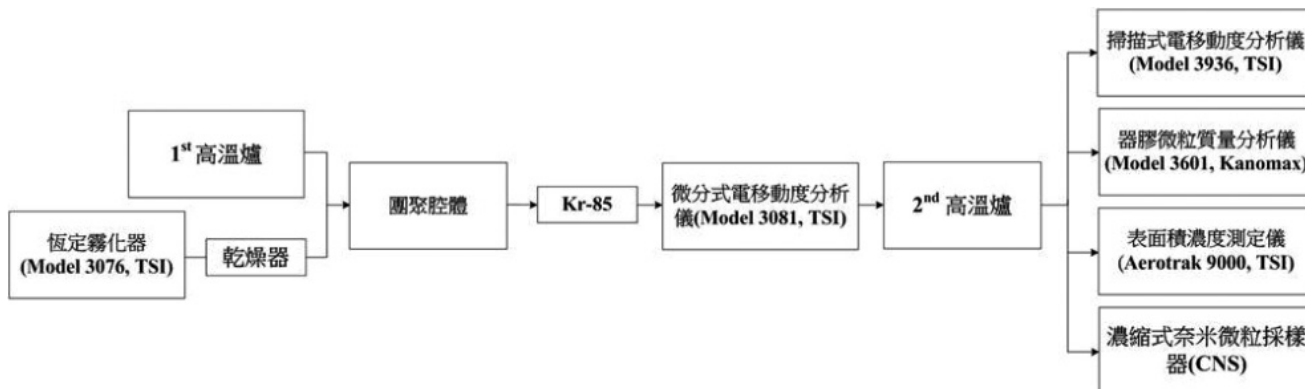 1st 高溫爐
恆定霧化器
(Model 3076, TSI)
乾燥器
團聚腔體
Kr-85
微分式電移動度分析
儀(Model 3081, TSI)
2nd 高溫爐
掃描式電移動度分析儀
(Model 3936, TSI)
器膠微粒質量分析儀
(Model 3601, Kanomax)
表面積濃度測定儀
(Aerotrak 9000, TSI)
濃縮式奈米微粒採樣
器(CNS)